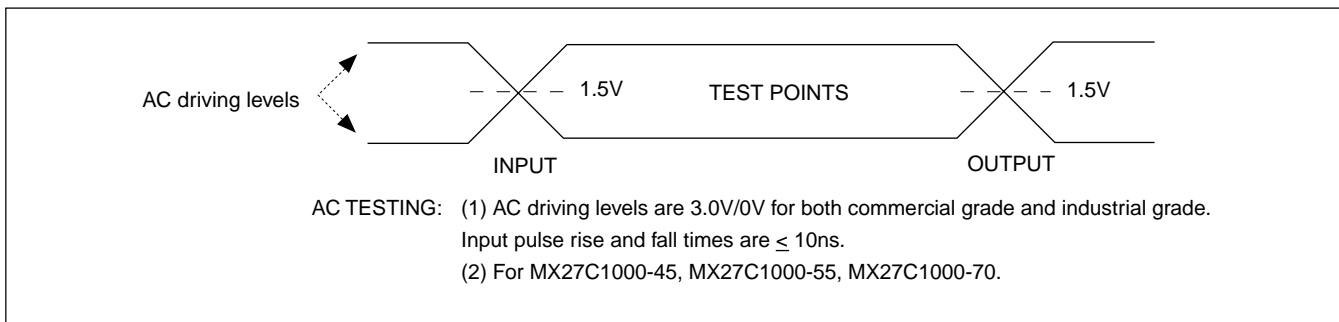 AC driving levels
1.5V
TEST POINTS
1.5V
INPUT
OUTPUT
AC TESTING: (1) AC driving levels are 3.0V/0V for both commercial grade and industrial grade.
Input pulse rise and fall times are ≤ 10ns.
(2) For MX27C1000-45, MX27C1000-55, MX27C1000-70.